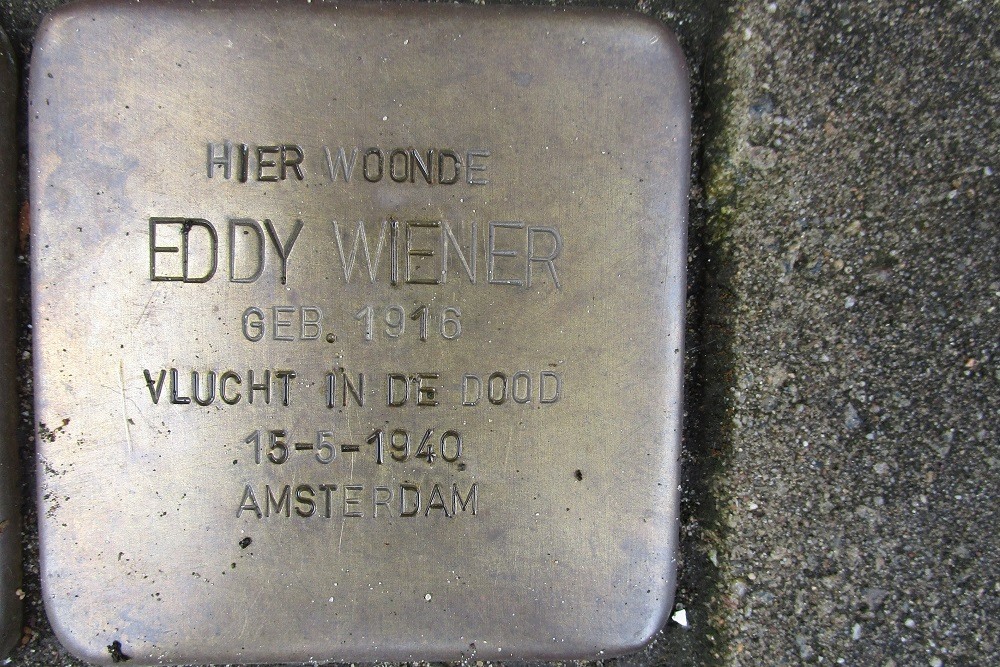 HIER WOONDE
EDDY WIENER
GEB. 1916
VLUCHT IN DE DOOD
15-5-1940
AMSTERDAM